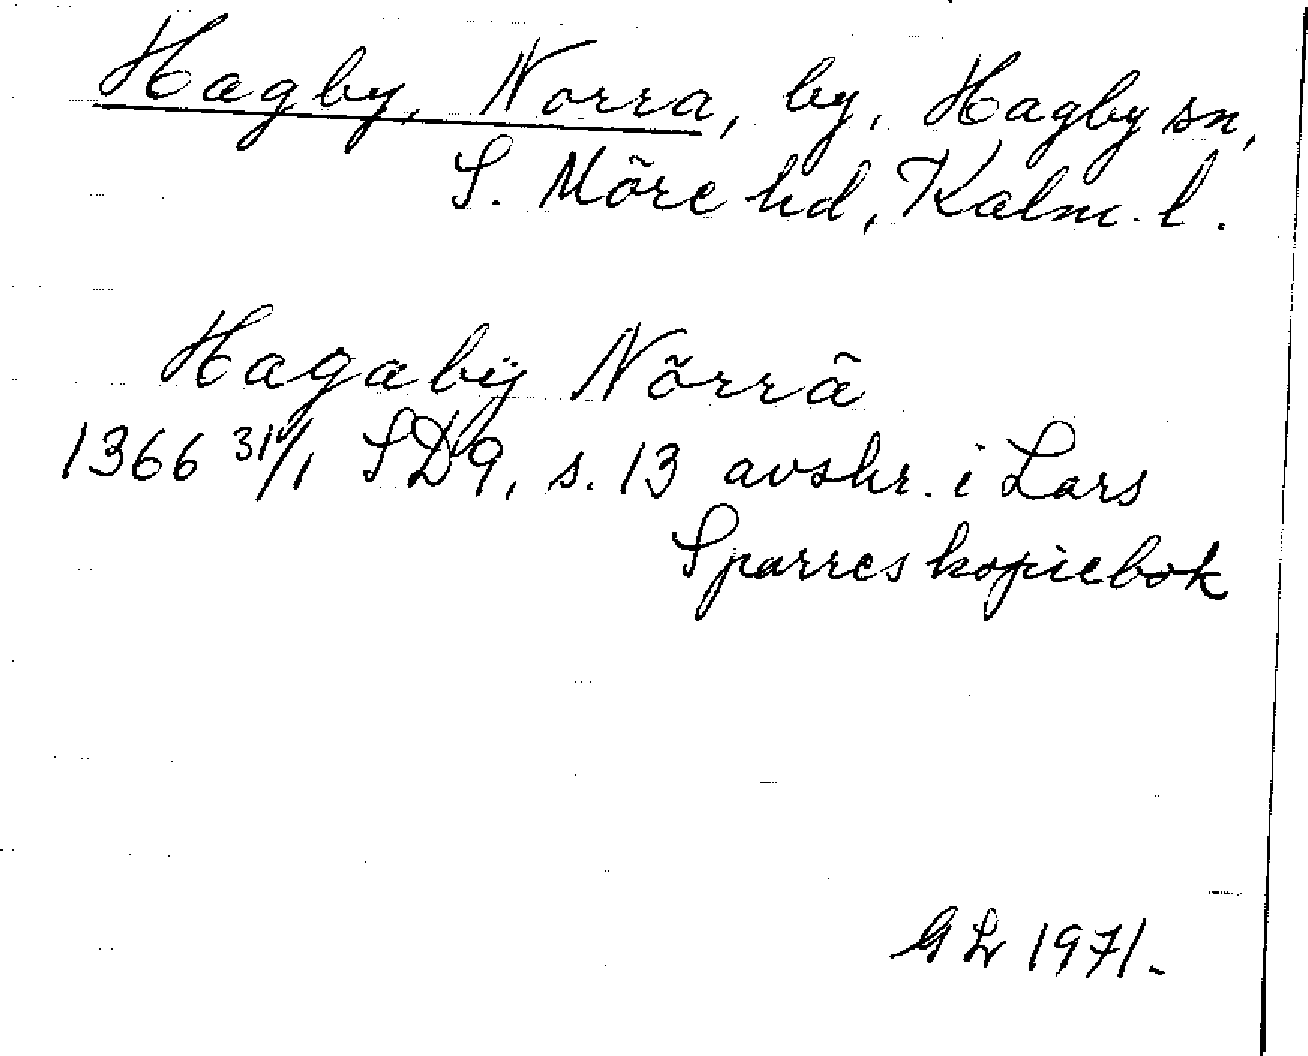 Hagby, Norra, by, Hagby sn,
S. Möre hd, Kalm. l.
Hagabÿ Nörrä
1366 31/1 SD9, s. 13 avskr. i Lars
Sparres kopiebok
GL 1971.